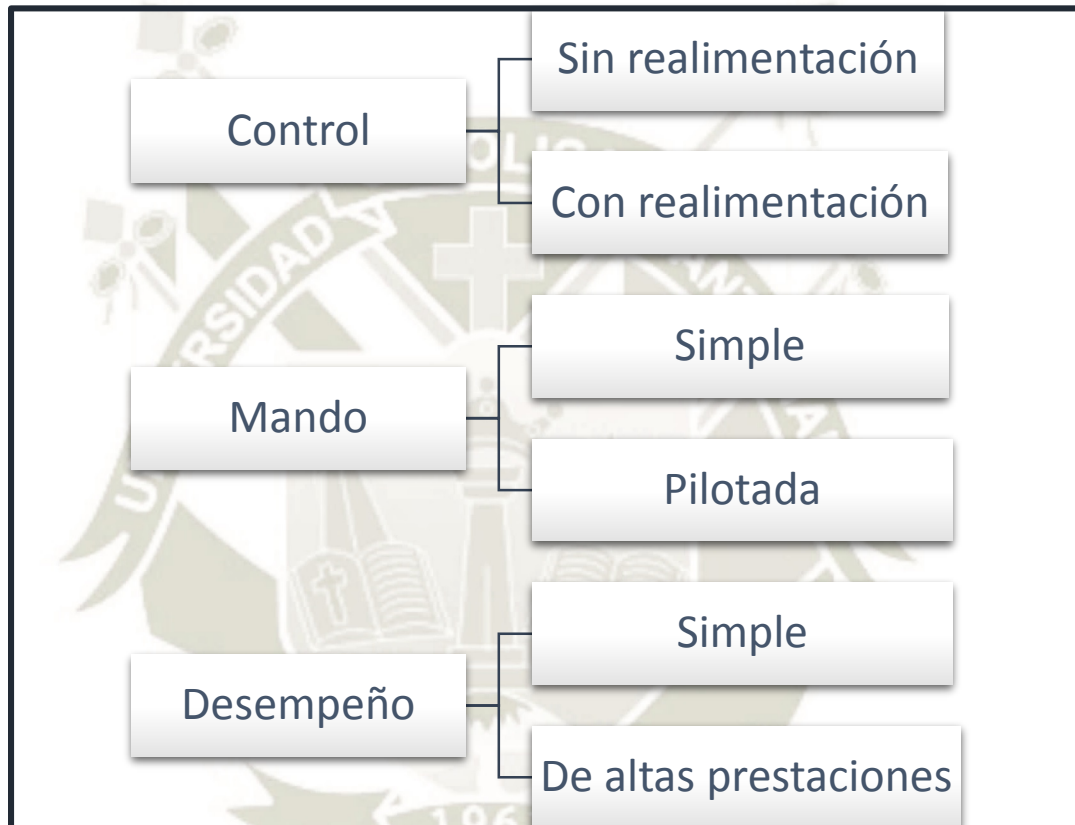 Sin realimentación
Control
Con realimentación
Simple
Mando
Pilotada
Simple
Desempeño
De altas prestaciones